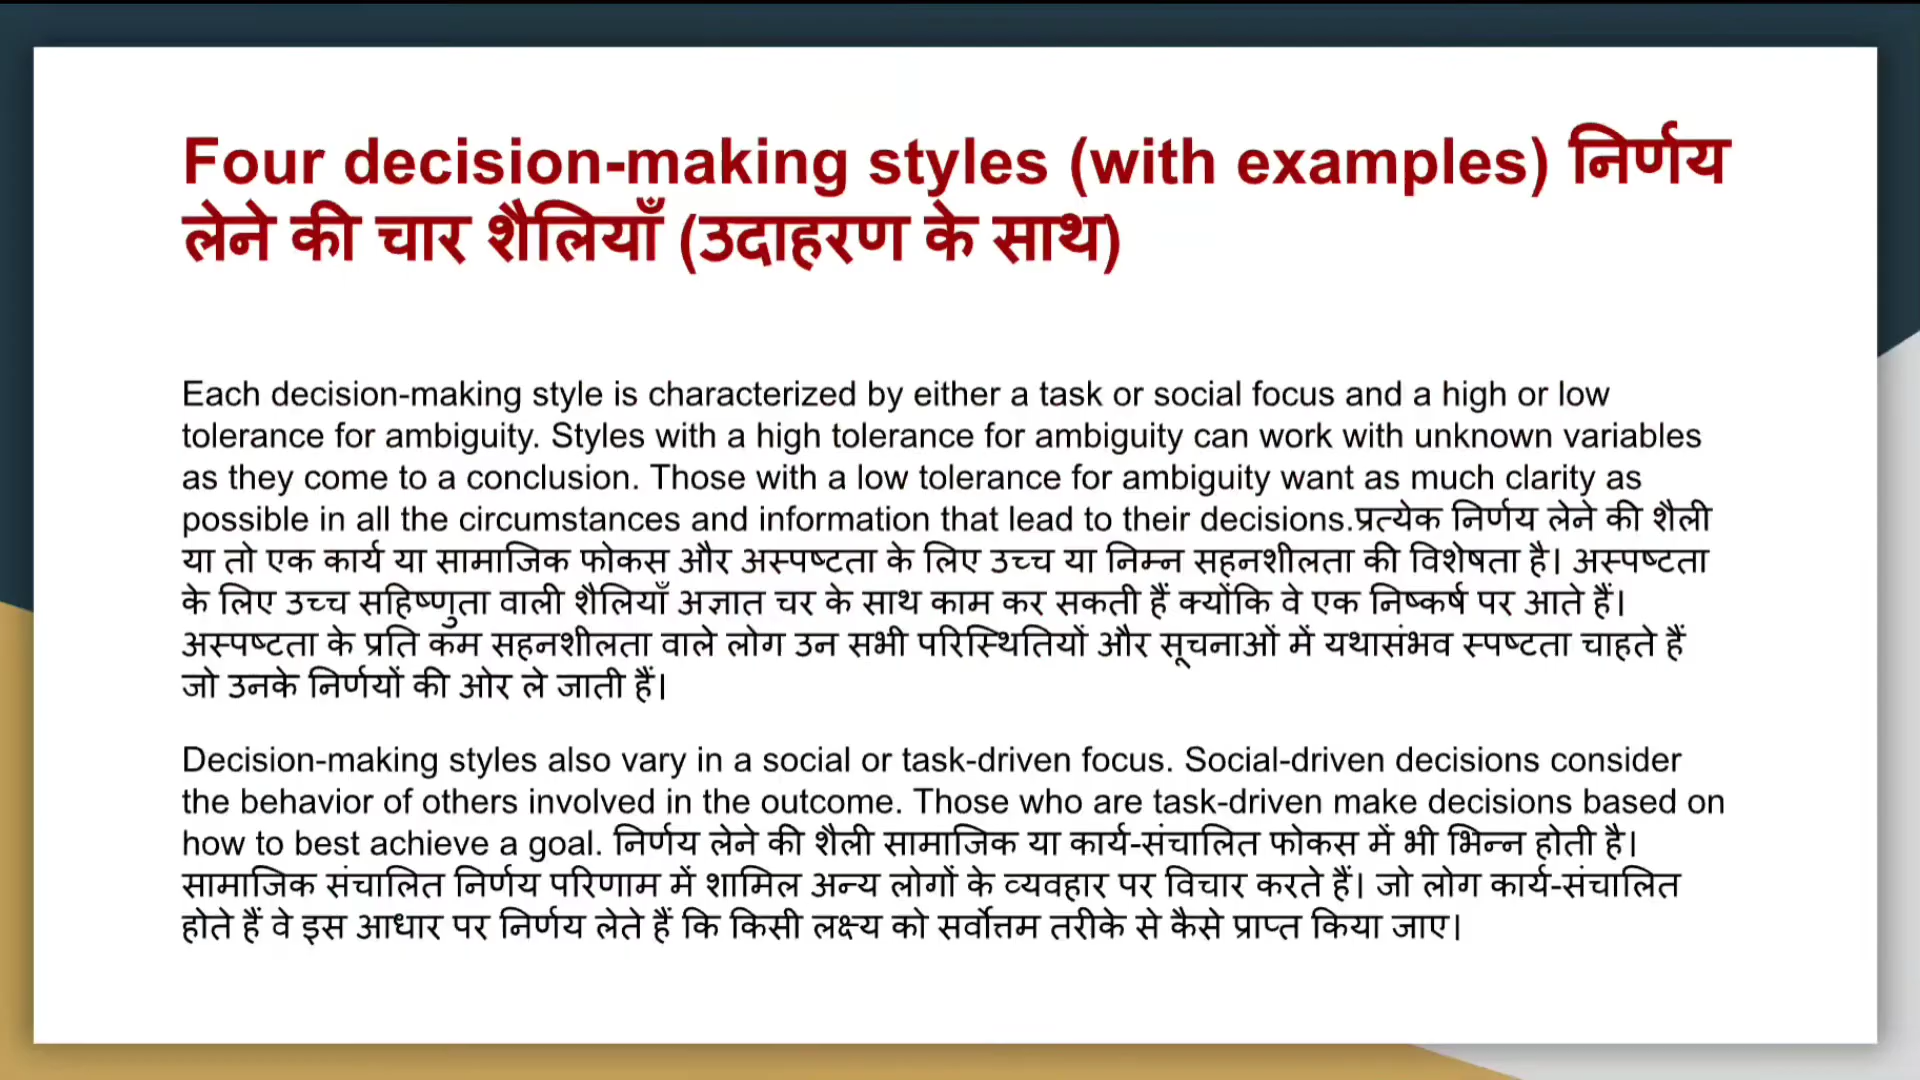 Four decision-making styles (with examples) निर्णय
लेने की चार शैलियाँ (उदाहरण के साथ)
Each decision-making style is characterized by either a task or social focus and a high or low
tolerance for ambiguity. Styles with a high tolerance for ambiguity can work with unknown variables
as they come to a conclusion. Those with a low tolerance for ambiguity want as much clarity as
possible in all the circumstances and information that lead to their decisions.प्रत्येक निर्णय लेने की शैली
या तो एक कार्य या सामाजिक फोकस और अस्पष्टता के लिए उच्च या निम्न सहनशीलता की विशेषता है। अस्पष्टता
के लिए उच्च सहिष्णुता वाली शैलियाँ अज्ञात चर के साथ काम कर सकती हैं क्योंकि वे एक निष्कर्ष पर आते हैं।
अस्पष्टता के प्रति कम सहनशीलता वाले लोग उन सभी परिस्थितियों और सूचनाओं में यथासंभव स्पष्टता चाहते हैं
जो उनके निर्णयों की ओर ले जाती हैं।
Decision-making styles also vary in a social or task-driven focus. Social-driven decisions consider
the behavior of others involved in the outcome. Those who are task-driven make decisions based on
how to best achieve a goal. निर्णय लेने की शैली सामाजिक या कार्य-संचालित फोकस में भी भिन्न होती है।
सामाजिक संचालित निर्णय परिणाम में शामिल अन्य लोगों के व्यवहार पर विचार करते हैं। जो लोग कार्य-संचालित
होते हैं वे इस आधार पर निर्णय लेते हैं कि किसी लक्ष्य को सर्वोत्तम तरीके से कैसे प्राप्त किया जाए।